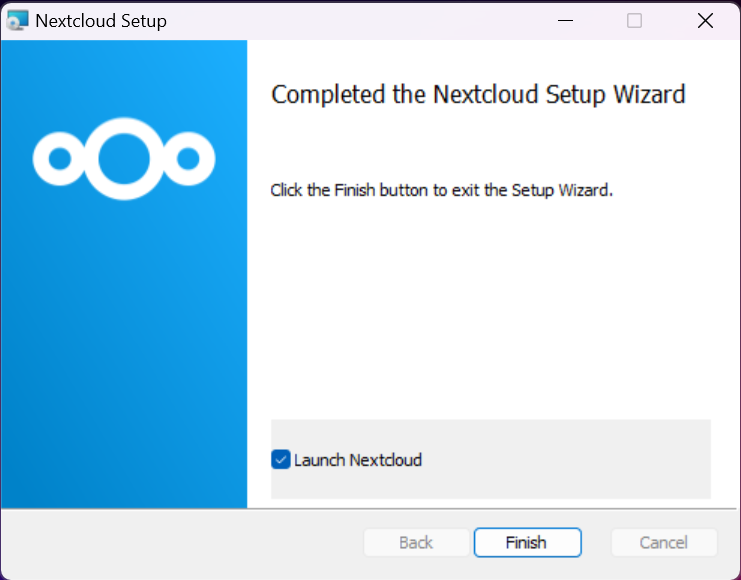 Nextcloud Setup
Completed the Nextcloud Setup Wizard
Click the Finish button to exit the Setup Wizard.
Launch Nextcloud
Back Finish Cancel